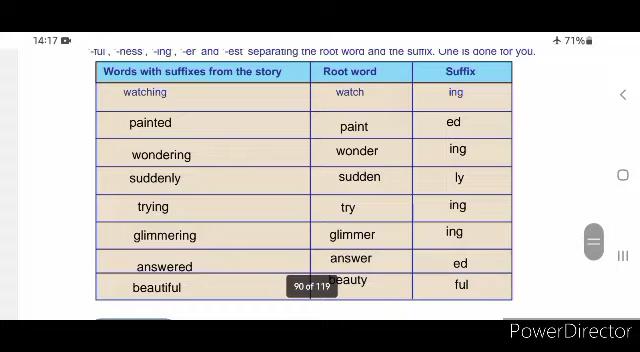 14:17 71%
'-ful', '-ness', '-ing', '-er' and '-est' separating the root word and the suffix. One is done for you.
Words with suffixes from the story Root word Suffix
watching watch ing
painted paint ed
wondering wonder ing
suddenly sudden ly
trying try ing
glimmering glimmer ing
answered answer ed
beautiful beauty ful
90 of 119
PowerDirector